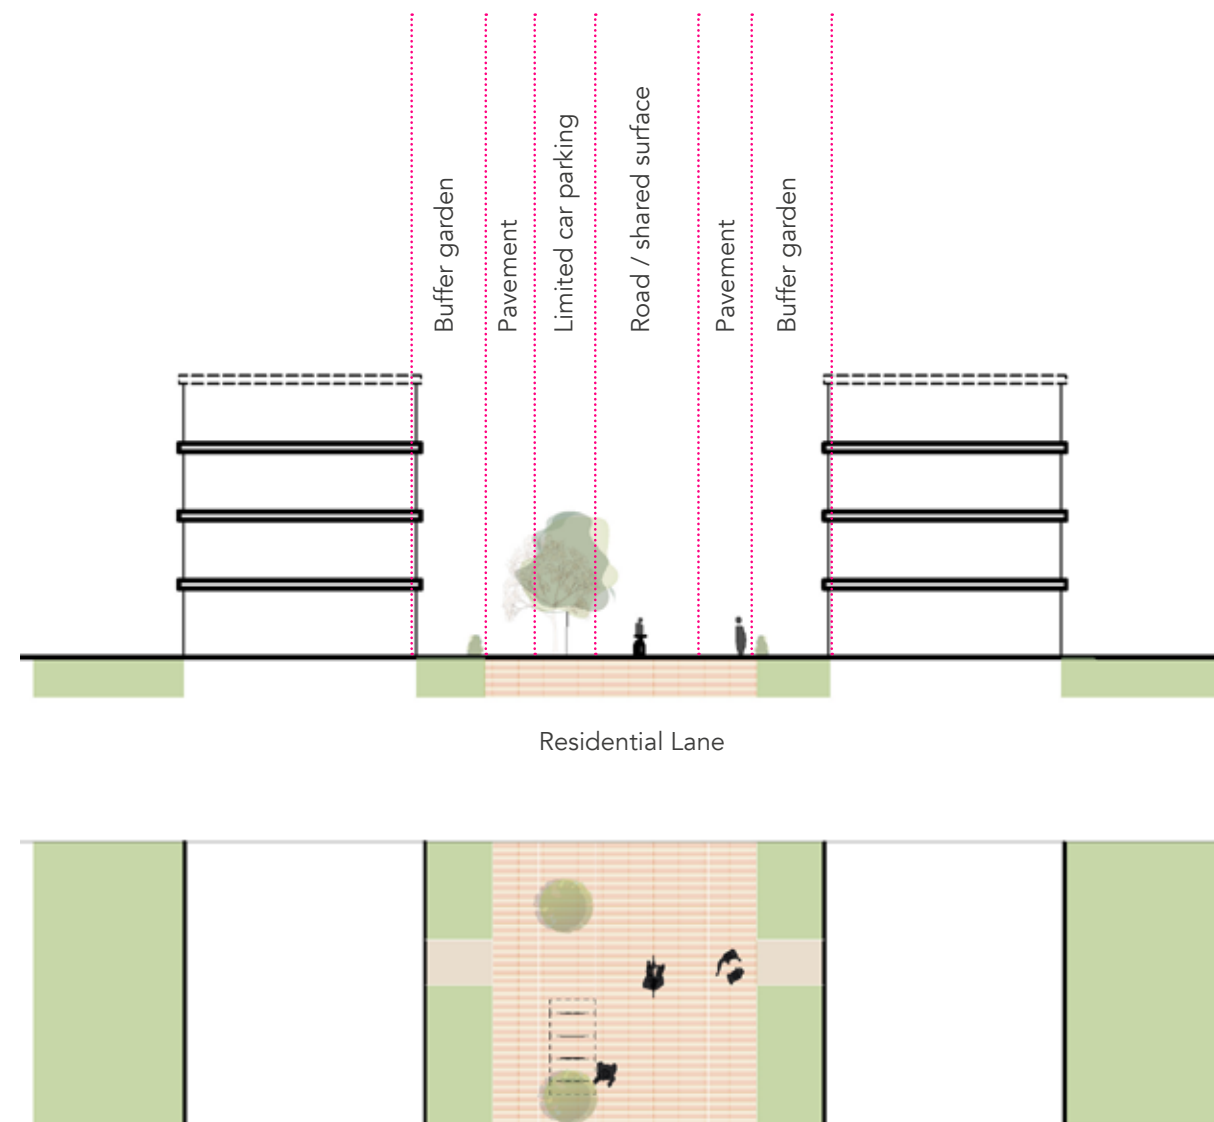 Buffer garden
Pavement
Limited car parking
Road / shared surface
Pavement
Buffer garden
Residential Lane